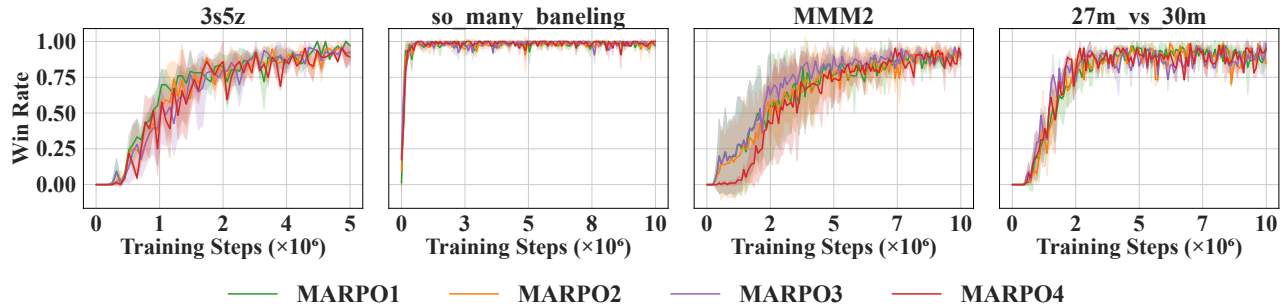 3s5z
so_many_baneling
MMM2
27m_vs_30m
Win Rate
1.00
0.75
0.50
0.25
0.00
0 1 2 4 5
0 3 5 8 10
0 2 5 7 10
0 2 5 7 10
Training Steps (×10⁶)
Training Steps (×10⁶)
Training Steps (×10⁶)
Training Steps (×10⁶)
MARPO1
MARPO2
MARPO3
MARPO4